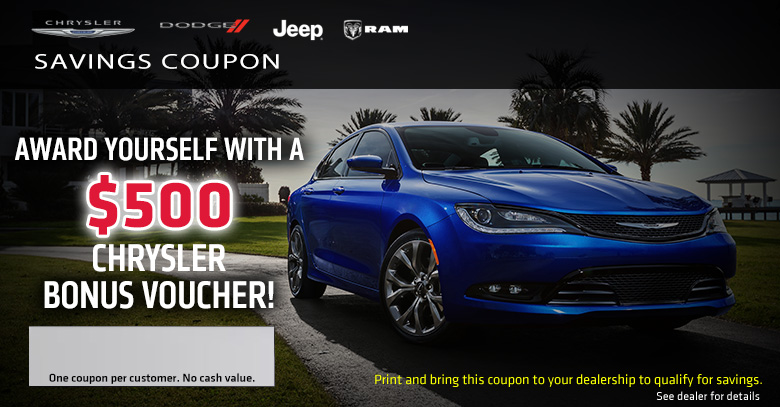 CHRYSLER DODGE Jeep RAM
SAVINGS COUPON
AWARD YOURSELF WITH A
$500
CHRYSLER
BONUS VOUCHER!
One coupon per customer. No cash value.
Print and bring this coupon to your dealership to qualify for savings.
See dealer for details